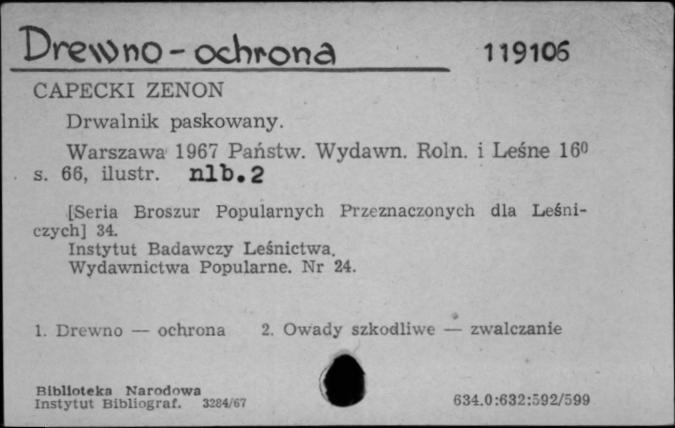 Drewno - ochrona 119106
CAPECKI ZENON
Drwalnik paskowany.
Warszawa 1967 Państw. Wydawn. Roln. i Leśne 16⁰
s. 66, ilustr. nlb. 2
[Seria Broszur Popularnych Przeznaczonych dla Leśni-
czych] 34.
Instytut Badawczy Leśnictwa.
Wydawnictwa Popularne. Nr 24.
1. Drewno — ochrona 2. Owady szkodliwe — zwalczanie
Biblioteka Narodowa
Instytut Bibliograf. 3284/67 634.0:632:592/599